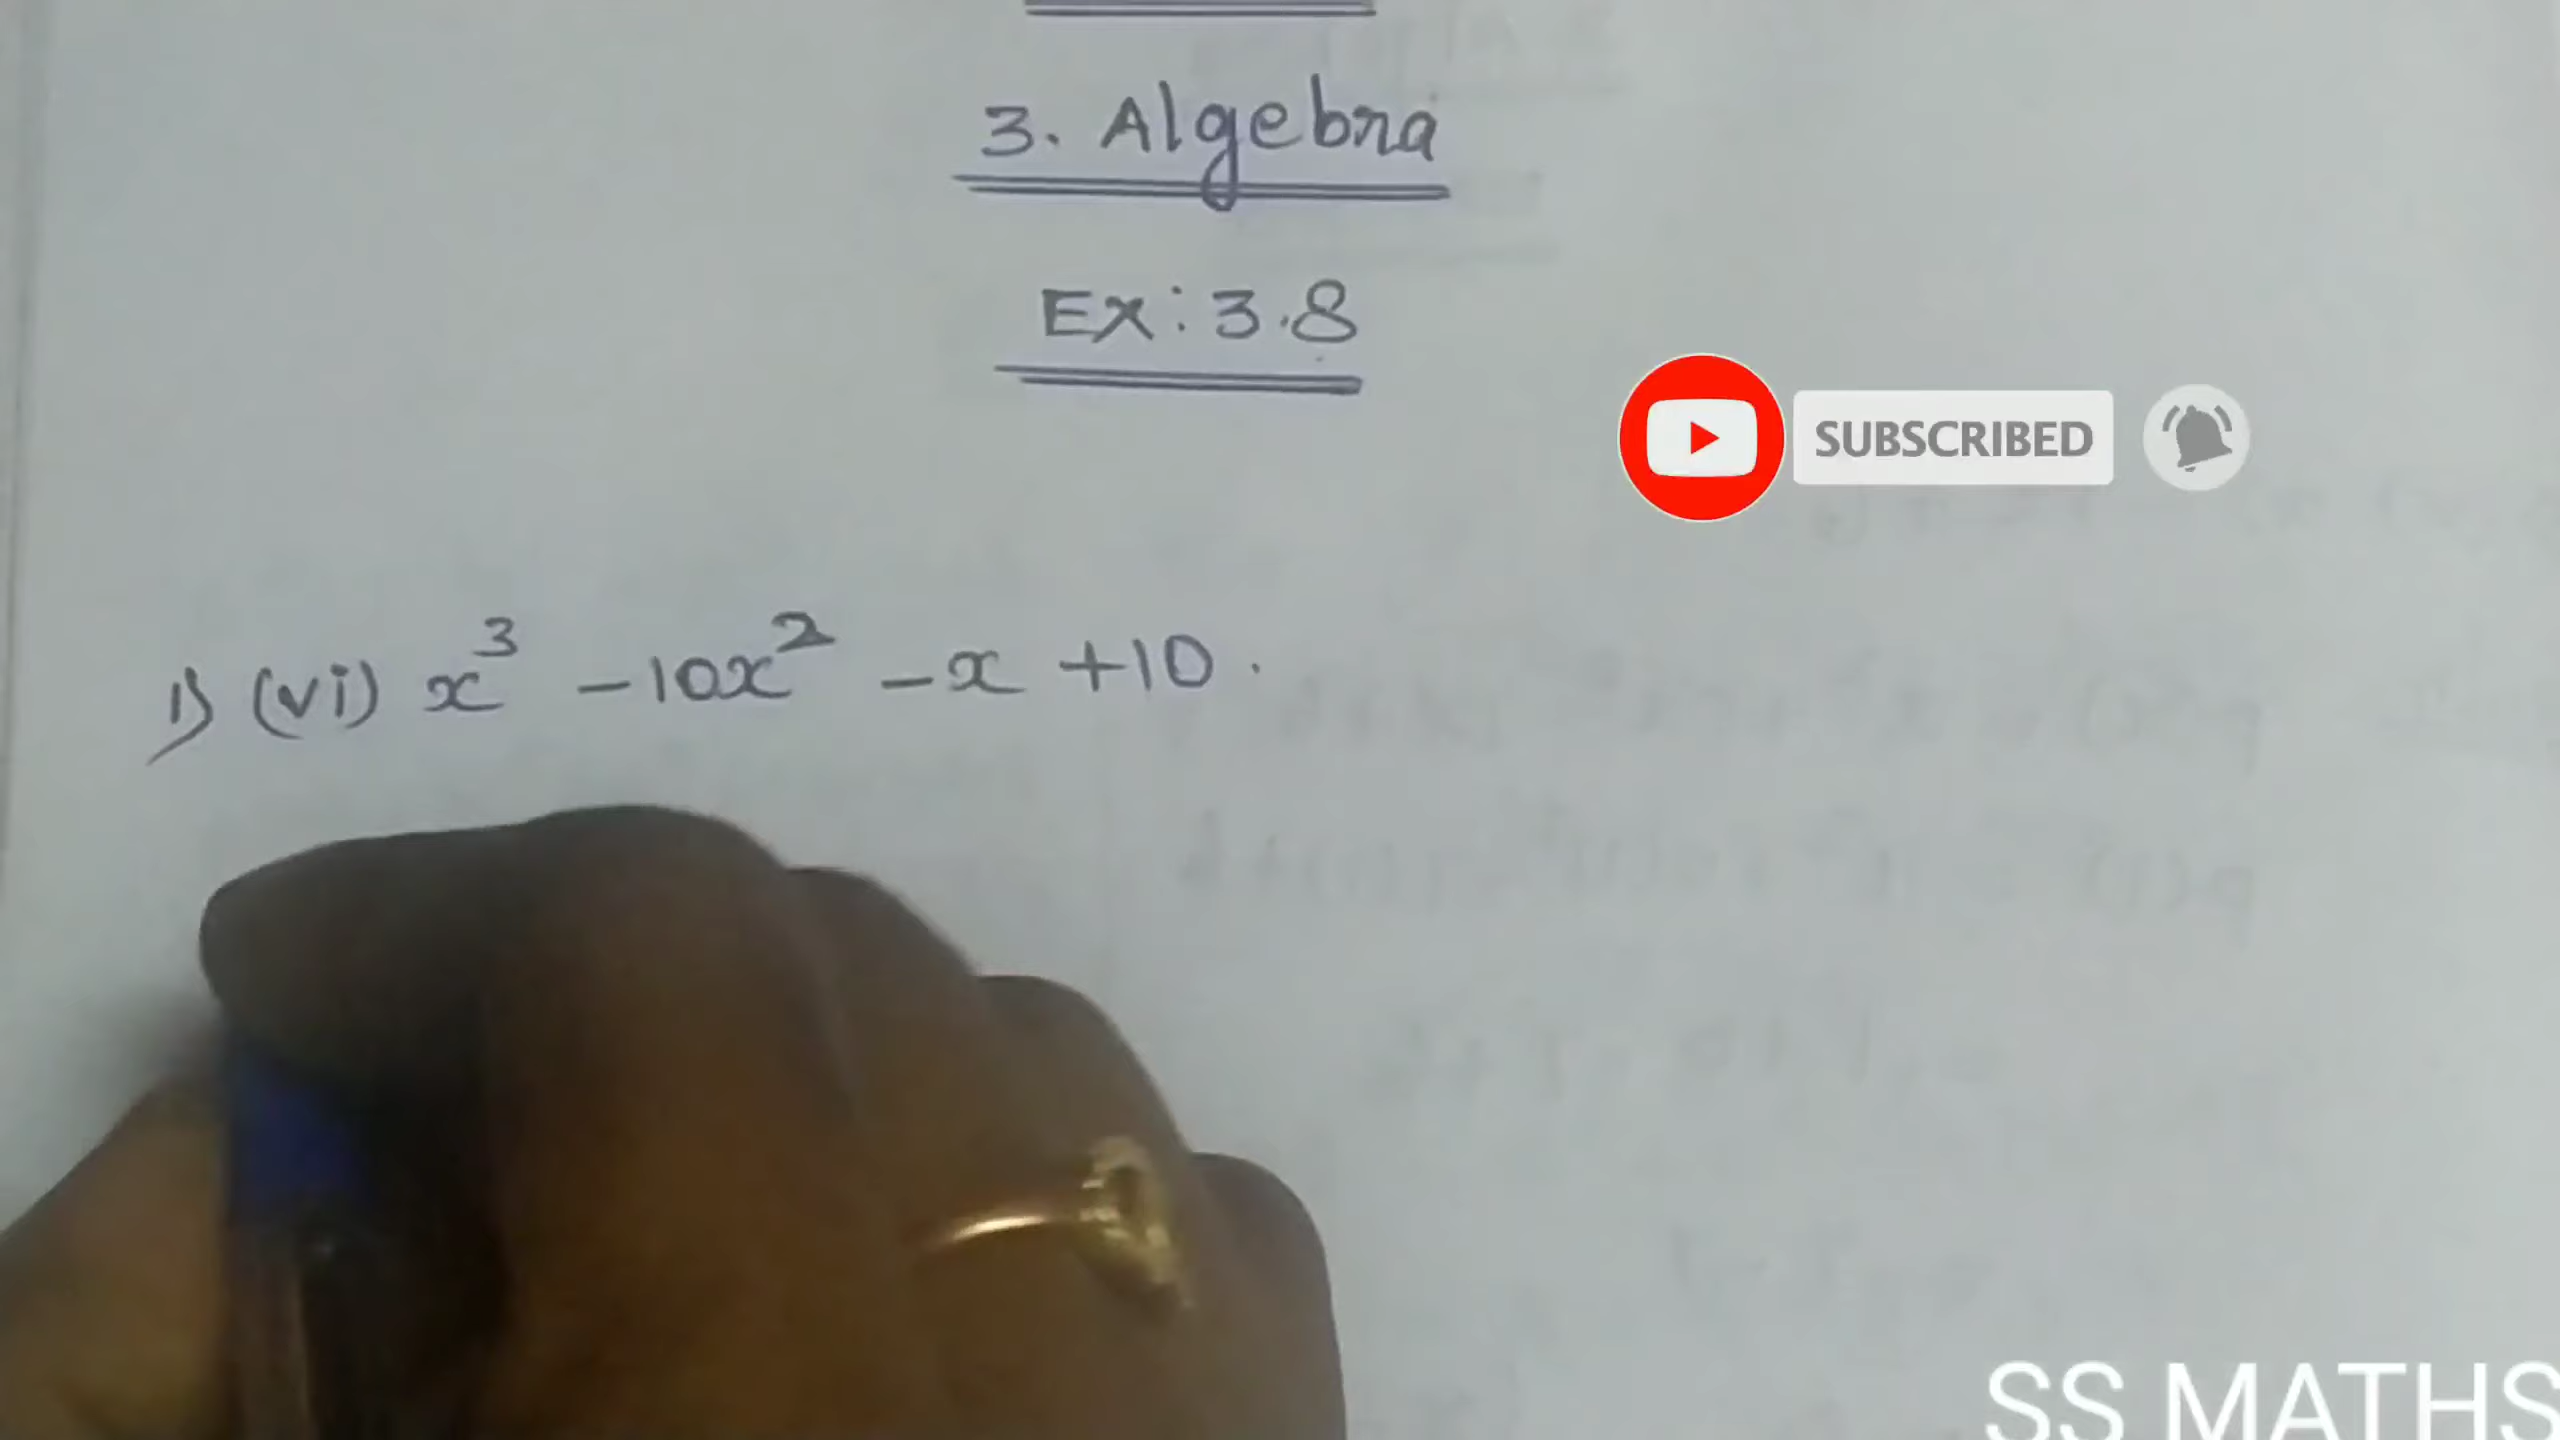 3. Algebra
Ex: 3.8
SUBSCRIBED
1) (vi) x³ - 10x² - x + 10.
SS MATHS